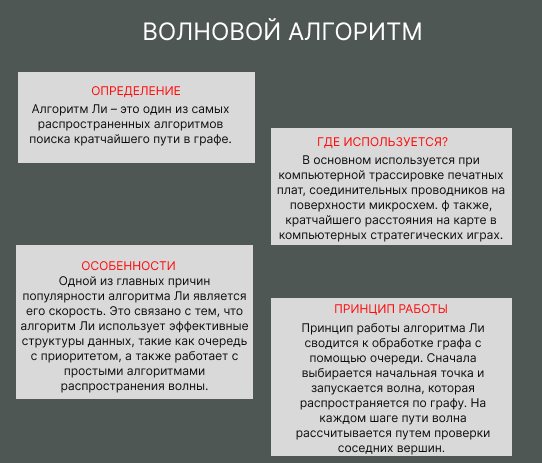 ВОЛНОВОЙ АЛГОРИТМ
ОПРЕДЕЛЕНИЕ
Алгоритм Ли – это один из самых
распространенных алгоритмов
поиска кратчайшего пути в графе.
ГДЕ ИСПОЛЬЗУЕТСЯ?
В основном используется при
компьютерной трассировке печатных
плат, соединительных проводников на
поверхности микросхем. ф также,
кратчайшего расстояния на карте в
компьютерных стратегических играх.
ОСОБЕННОСТИ
Одной из главных причин
популярности алгоритма Ли является
его скорость. Это связано с тем, что
алгоритм Ли использует эффективные
структуры данных, такие как очередь
с приоритетом, а также работает с
простыми алгоритмами
распространения волны.
ПРИНЦИП РАБОТЫ
Принцип работы алгоритма Ли
сводится к обработке графа с
помощью очереди. Сначала
выбирается начальная точка и
запускается волна, которая
распространяется по графу. На
каждом шаге пути волна
рассчитывается путем проверки
соседних вершин.